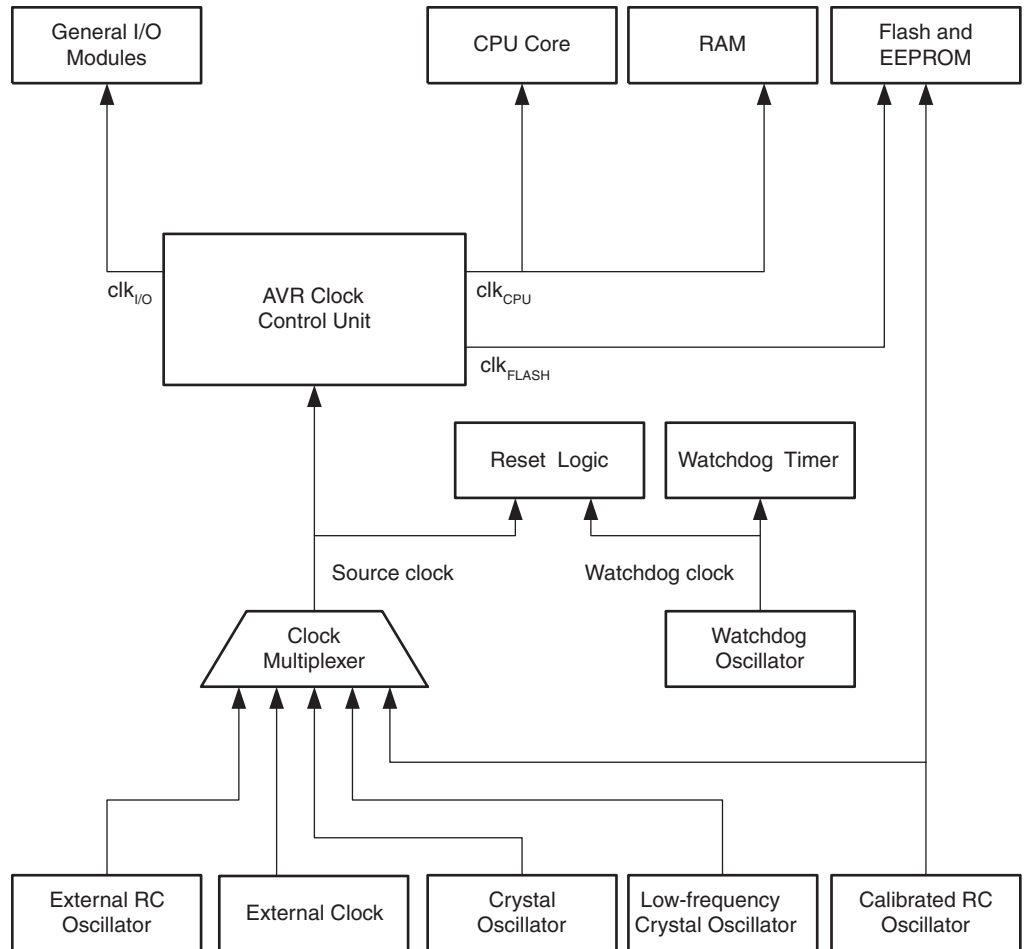 General I/O
Modules
CPU Core
RAM
Flash and
EEPROM
clkI/O
AVR Clock
Control Unit
clkCPU
clkFLASH
Reset Logic
Watchdog Timer
Source clock
Watchdog clock
Clock
Multiplexer
Watchdog
Oscillator
External RC
Oscillator
External Clock
Crystal
Oscillator
Low-frequency
Crystal Oscillator
Calibrated RC
Oscillator